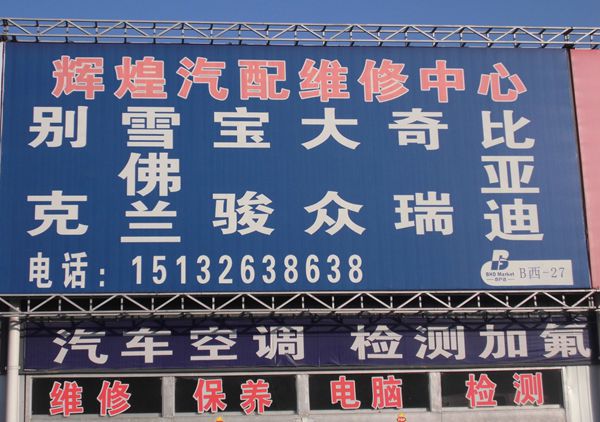 辉煌汽配维修中心
别克
雪佛兰
宝骏
大众
奇瑞
比亚迪
电话：15132638638
BHD Market
B西-27
汽车空调 检测加氟
维修 保养 电脑 检测